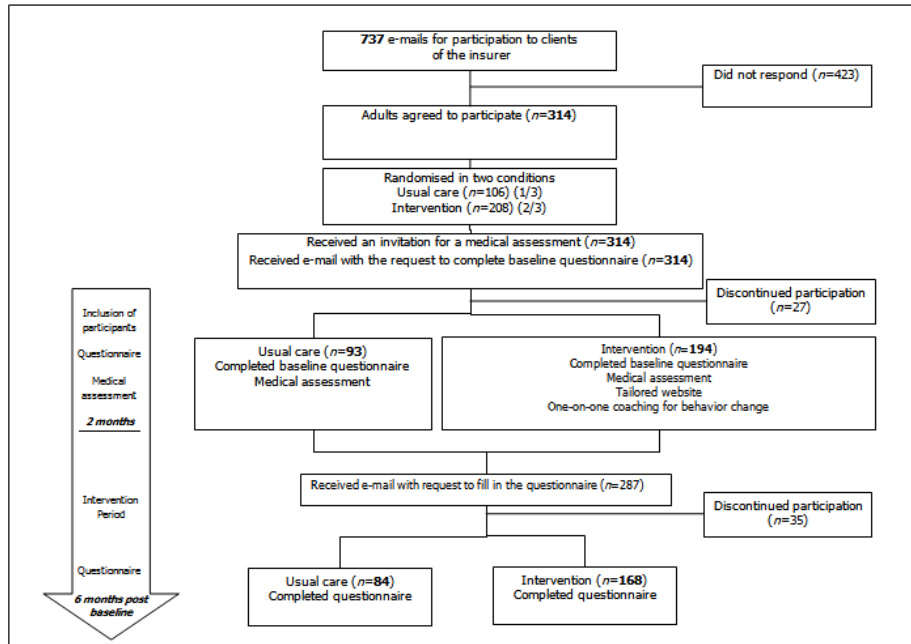 737 e-mails for participation to clients
of the insurer
Did not respond (n=423)
Adults agreed to participate (n=314)
Randomised in two conditions
Usual care (n=106) (1/3)
Intervention (n=208) (2/3)
Received an invitation for a medical assessment (n=314)
Received e-mail with the request to complete baseline questionnaire (n=314)
Discontinued participation
(n=27)
Inclusion of
participants
Questionnaire
Medical
assessment
2 months
Usual care (n=93)
Completed baseline questionnaire
Medical assessment
Intervention (n=194)
Completed baseline questionnaire
Medical assessment
Tailored website
One-on-one coaching for behavior change
Received e-mail with request to fill in the questionnaire (n=287)
Intervention
Period
Discontinued participation
(n=35)
Questionnaire
6 months post
baseline
Usual care (n=84)
Completed questionnaire
Intervention (n=168)
Completed questionnaire